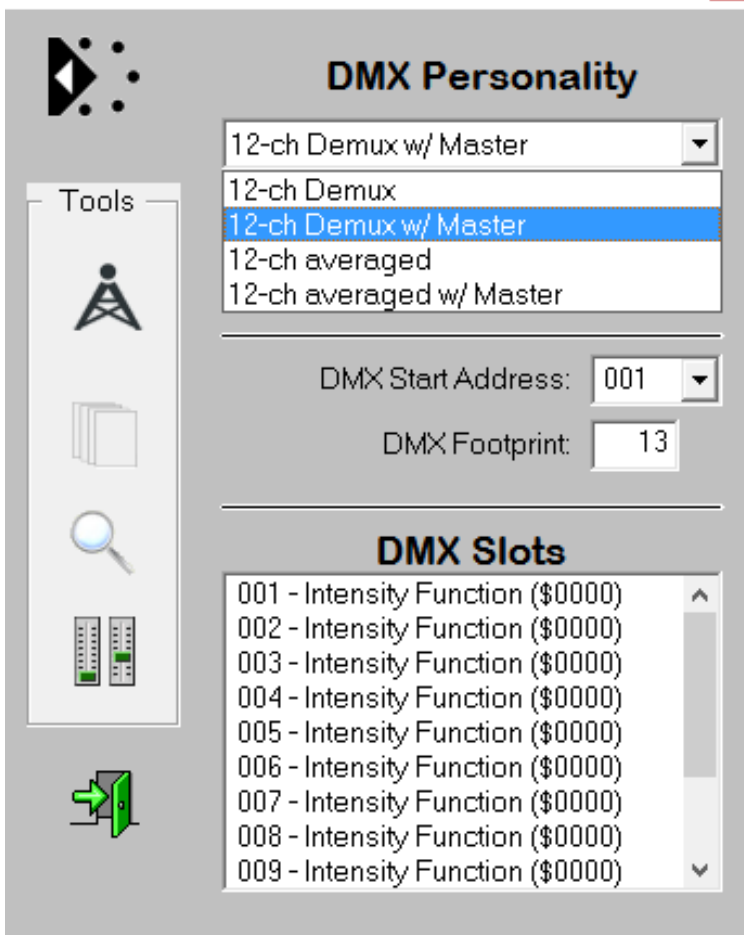 DMX Personality
12-ch Demux w/ Master
12-ch Demux
12-ch Demux w/ Master
12-ch averaged
12-ch averaged w/ Master
Tools
DMX Start Address: 001
DMX Footprint: 13
DMX Slots
001 - Intensity Function ($0000)
002 - Intensity Function ($0000)
003 - Intensity Function ($0000)
004 - Intensity Function ($0000)
005 - Intensity Function ($0000)
006 - Intensity Function ($0000)
007 - Intensity Function ($0000)
008 - Intensity Function ($0000)
009 - Intensity Function ($0000)